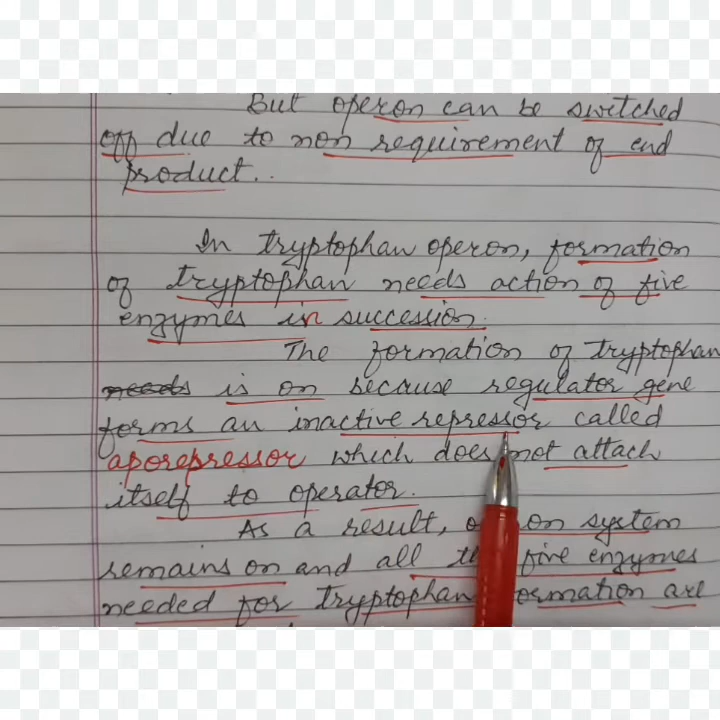 But operon can be switched
off due to non requirement of end
product..
In tryptophan operon, formation
of tryptophan needs action of five
enzymes in succession.
The formation of tryptophan
needs is on because regulator gene
forms an inactive repressor called
aporepressor which does not attach
itself to operator.
As a result, on system
remains on and all five enzymes
needed for tryptophan are